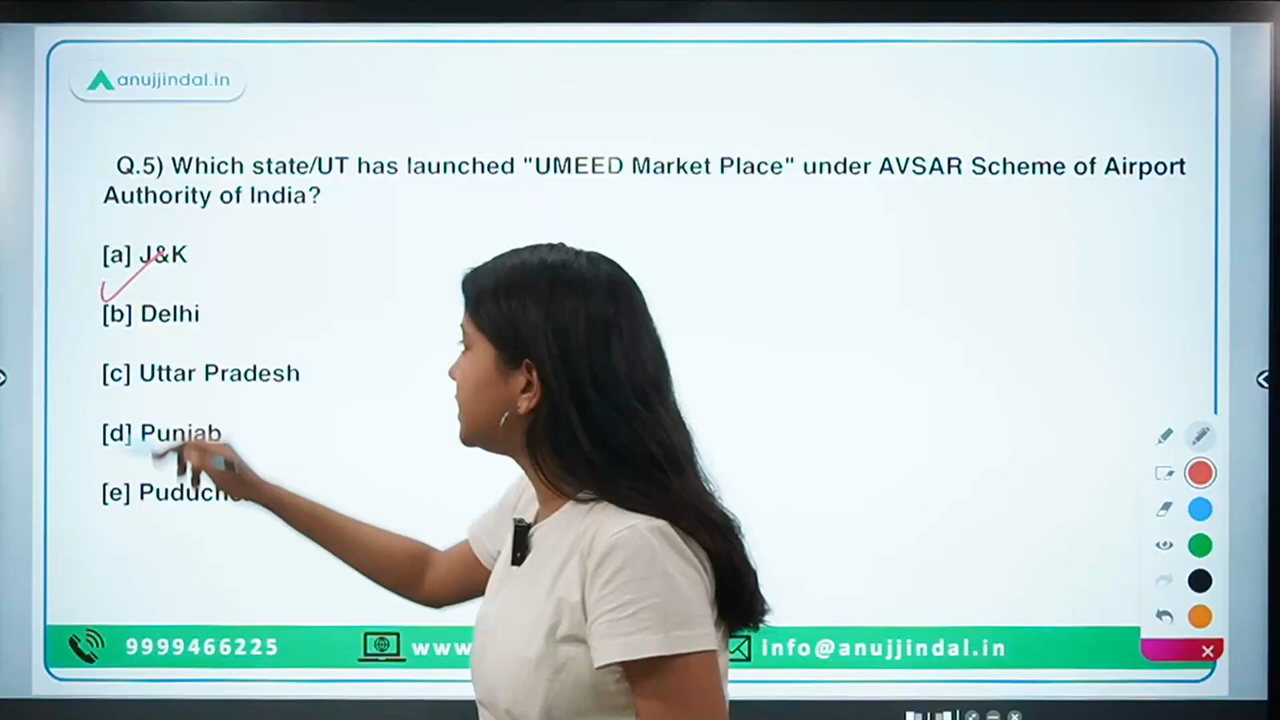 anujjindal.in
Q.5) Which state/UT has launched "UMEED Market Place" under AVSAR Scheme of Airport
Authority of India?
[a] J&K
[b] Delhi
[c] Uttar Pradesh
[d] Punjab
[e]
9999466225
info@anujjindal.in